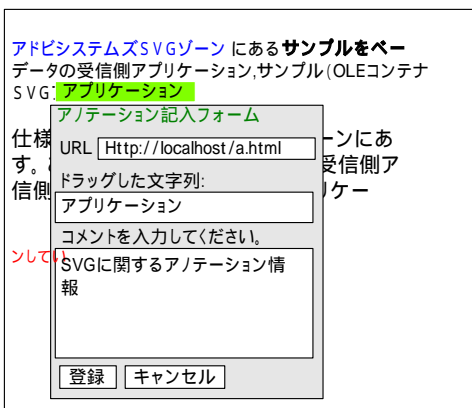 アドビシステムズSVGゾーン にあるサンプルをベー
データの受信側アプリケーション,サンプル(OLEコンテナ
SVG
アプリケーション
アノテーション記入フォーム
仕様
ーンにあ
URL Http://localhost/a.html
す。
受信側ア
ドラッグした文字列:
信側
リケー
アプリケーション
コメントを入力してください。
ンしてい
SVGに関するアノテーション情
報
登録 キャンセル